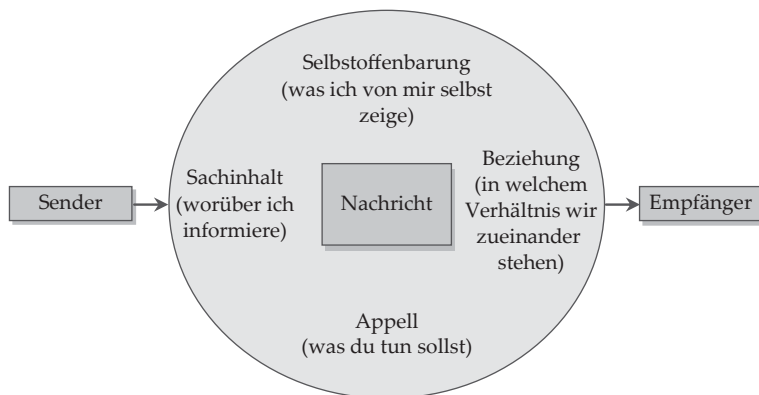 Selbstoffenbarung
(was ich von mir selbst
zeige)
Sender
Sachinhalt
(worüber ich
informiere)
Nachricht
Beziehung
(in welchem
Verhältnis wir
zueinander
stehen)
Empfänger
Appell
(was du tun sollst)